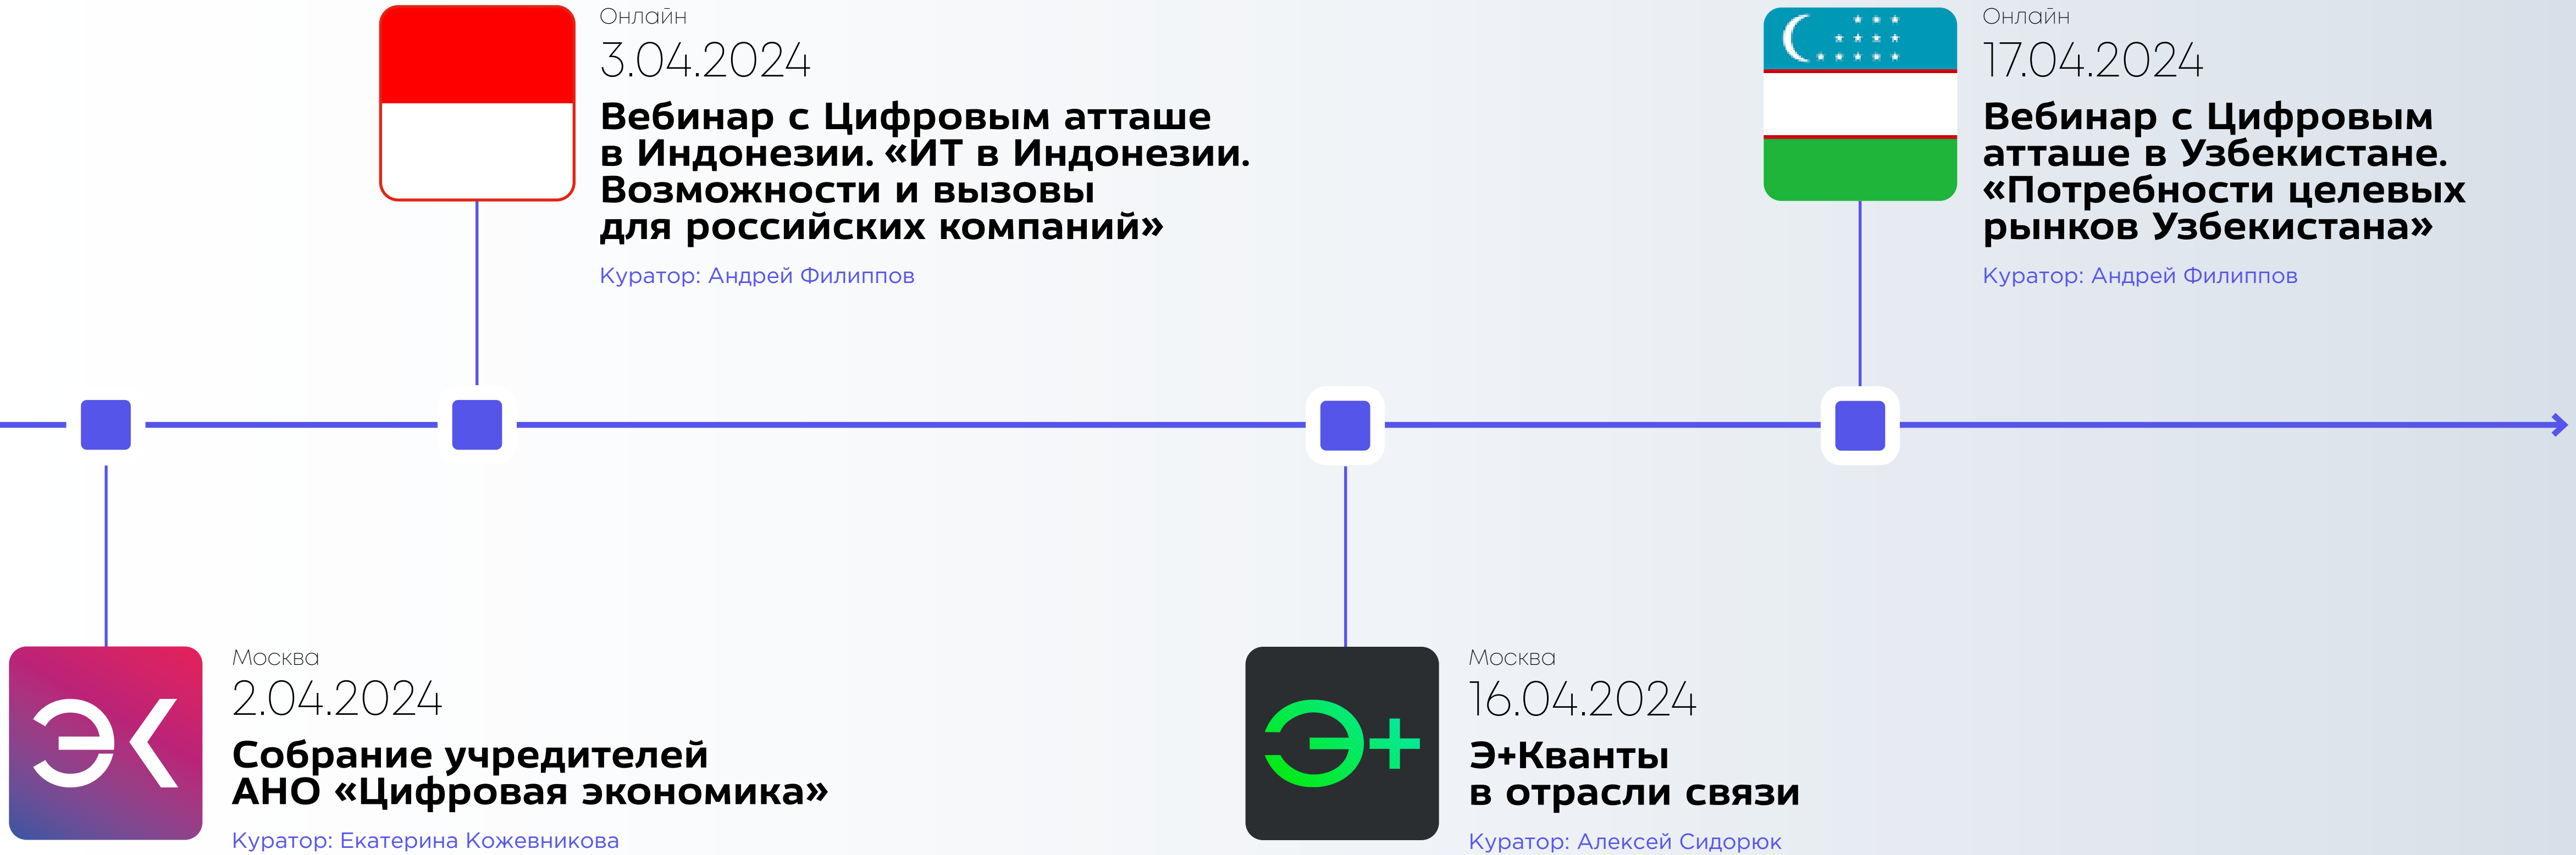 Онлайн
3.04.2024
Вебинар с Цифровым атташе
в Индонезии. «ИТ в Индонезии.
Возможности и вызовы
для российских компаний»
Куратор: Андрей Филиппов
Онлайн
17.04.2024
Вебинар с Цифровым
атташе в Узбекистане.
«Потребности целевых
рынков Узбекистана»
Куратор: Андрей Филиппов
ЭК
Москва
2.04.2024
Собрание учредителей
АНО «Цифровая экономика»
Куратор: Екатерина Кожевникова
Э+
Москва
16.04.2024
Э+Кванты
в отрасли связи
Куратор: Алексей Сидорюк